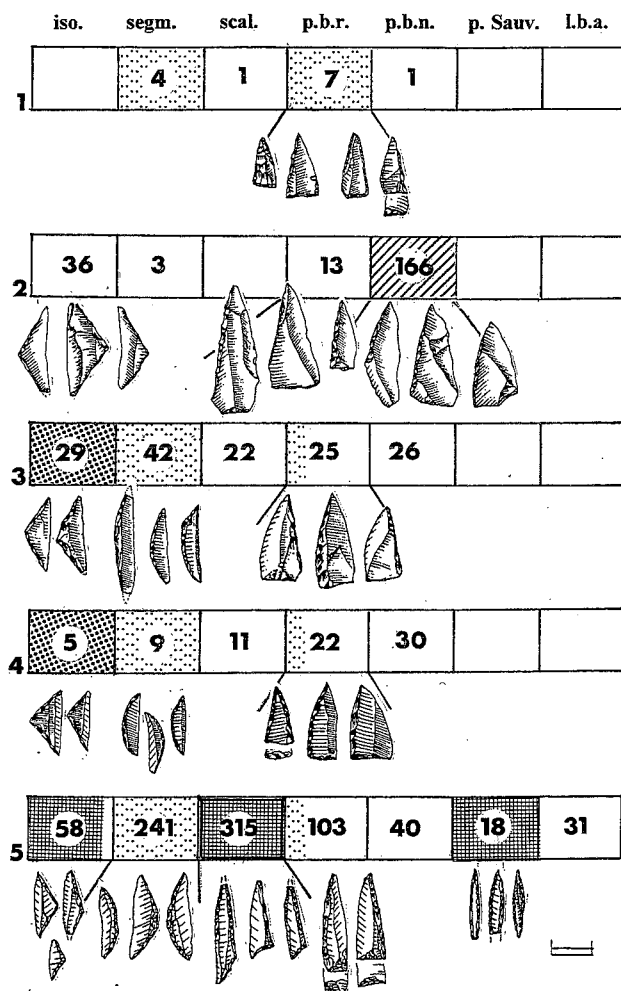 iso. segm. scal. p.b.r. p.b.n. p. Sauv. l.b.a.
1 4 1 7 1
2 36 3 13 166
3 29 42 22 25 26
4 5 9 11 22 30
5 58 241 315 103 40 18 31